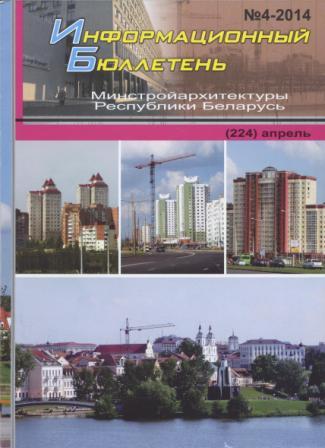 №4-2014
Информационный
Бюллетень
Минстройархитектуры
Республики Беларусь
(224) апрель